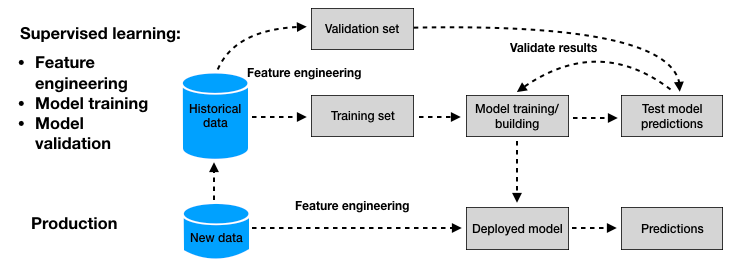 Supervised learning:
• Feature
engineering
• Model training
• Model
validation
Validation set
Validate results
Feature engineering
Historical
data
Training set
Model training/
building
Test model
predictions
Production
New data
Feature engineering
Deployed model
Predictions